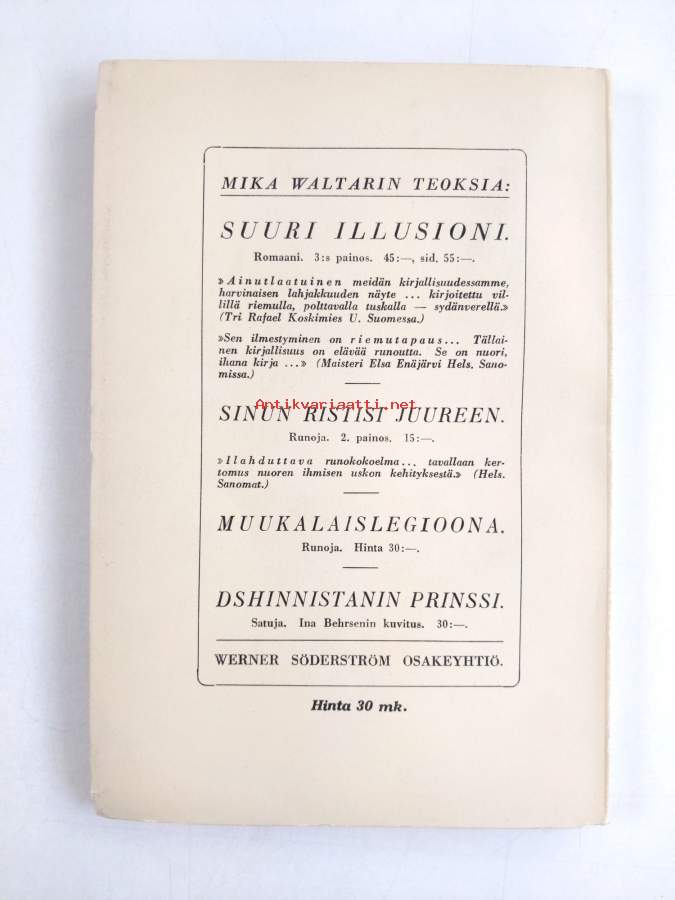 MIKA WALTARIN TEOKSIA:
SUURI ILLUSIONI.
Romaani. 3:s painos. 45:—, sid. 55:—.
»Ainutlaatuinen meidän kirjallisuudessamme,
harvinaisen lahjakkuuden näyte ... kirjoitettu vil-
lillä riemulla, polttavalla tuskalla — sydänverellä.»
(Tri Rafael Koskimies U. Suomessa.)
»Sen ilmestyminen on riemutapaus... Tällai-
nen kirjallisuus on elävää runoutta. Se on nuori,
ihana kirja ...» (Maisteri Elsa Enäjärvi Hels. Sano-
missa.)
Antikvariaatti.net
SINUN RISTISI JUUREEN.
Runoja. 2. painos. 15:—.
»Ilahduttava runokokoelma... tavallaan ker-
tomus nuoren ihmisen uskon kehityksestä.» (Hels.
Sanomat.)
MUUKALAISLEGIOONA.
Runoja. Hinta 30:—.
DSHINNISTANIN PRINSSI.
Satuja. Ina Behrsenin kuvitus. 30:—.
WERNER SÖDERSTRÖM OSAKEYHTIÖ.
Hinta 30 mk.